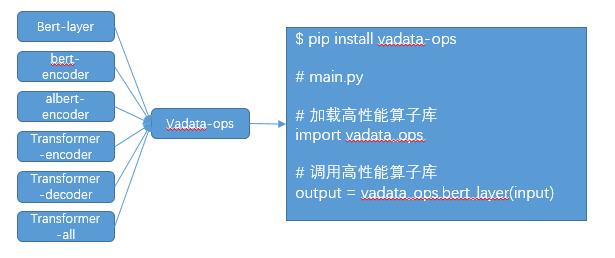 Bert-layer
bert-
encoder
albert-
encoder
Transformer
-encoder
Transformer
-decoder
Transformer
-all
Vadata-ops
$ pip install vadata-ops
# main.py
# 加载高性能算子库
import vadata_ops
# 调用高性能算子库
output = vadata_ops.bert_layer(input)